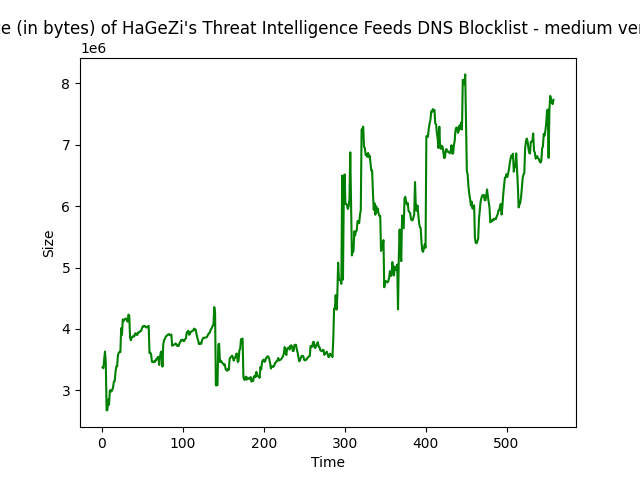 (in bytes) of HaGeZi's Threat Intelligence Feeds DNS Blocklist - medium
1e6
8
7
6
5
4
3
Size
0 100 200 300 400 500
Time